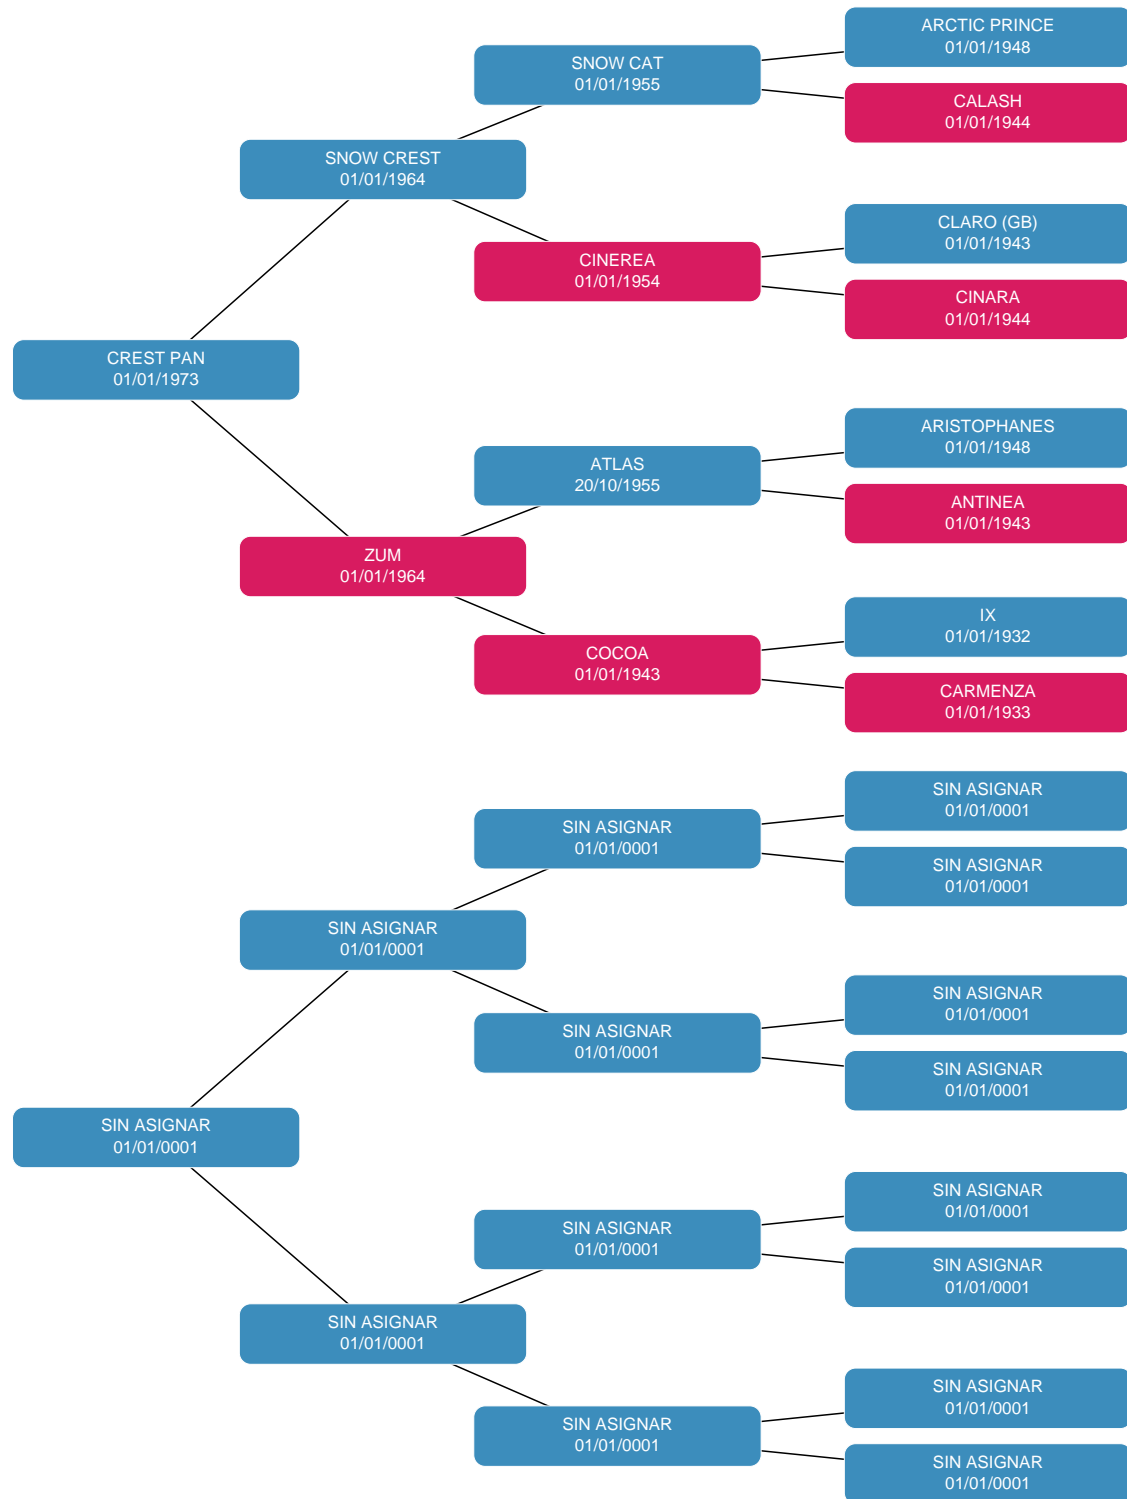 ARCTIC PRINCE
01/01/1948
SNOW CAT
01/01/1955
CALASH
01/01/1944
SNOW CREST
01/01/1964
CLARO (GB)
01/01/1943
CINEREA
01/01/1954
CINARA
01/01/1944
CREST PAN
01/01/1973
ARISTOPHANES
01/01/1948
ATLAS
20/10/1955
ANTINEA
01/01/1943
ZUM
01/01/1964
IX
01/01/1932
COCOA
01/01/1943
CARMENZA
01/01/1933
SIN ASIGNAR
01/01/0001
SIN ASIGNAR
01/01/0001
SIN ASIGNAR
01/01/0001
SIN ASIGNAR
01/01/0001
SIN ASIGNAR
01/01/0001
SIN ASIGNAR
01/01/0001
SIN ASIGNAR
01/01/0001
SIN ASIGNAR
01/01/0001
SIN ASIGNAR
01/01/0001
SIN ASIGNAR
01/01/0001
SIN ASIGNAR
01/01/0001
SIN ASIGNAR
01/01/0001
SIN ASIGNAR
01/01/0001
SIN ASIGNAR
01/01/0001
SIN ASIGNAR
01/01/0001